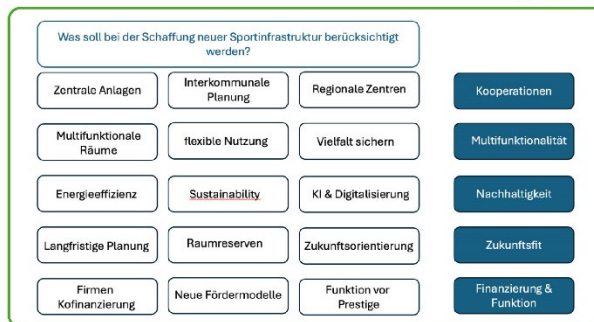 Was soll bei der Schaffung neuer Sportinfrastruktur berücksichtigt
werden?
Zentrale Anlagen
Interkommunale
Planung
Regionale Zentren
Kooperationen
Multifunktionale
Räume
flexible Nutzung
Vielfalt sichern
Multifunktionalität
Energieeffizienz
Sustainability
KI & Digitalisierung
Nachhaltigkeit
Langfristige Planung
Raumreserven
Zukunftsorientierung
Zukunftsfit
Firmen
Kofinanzierung
Neue Fördermodelle
Funktion vor
Prestige
Finanzierung &
Funktion